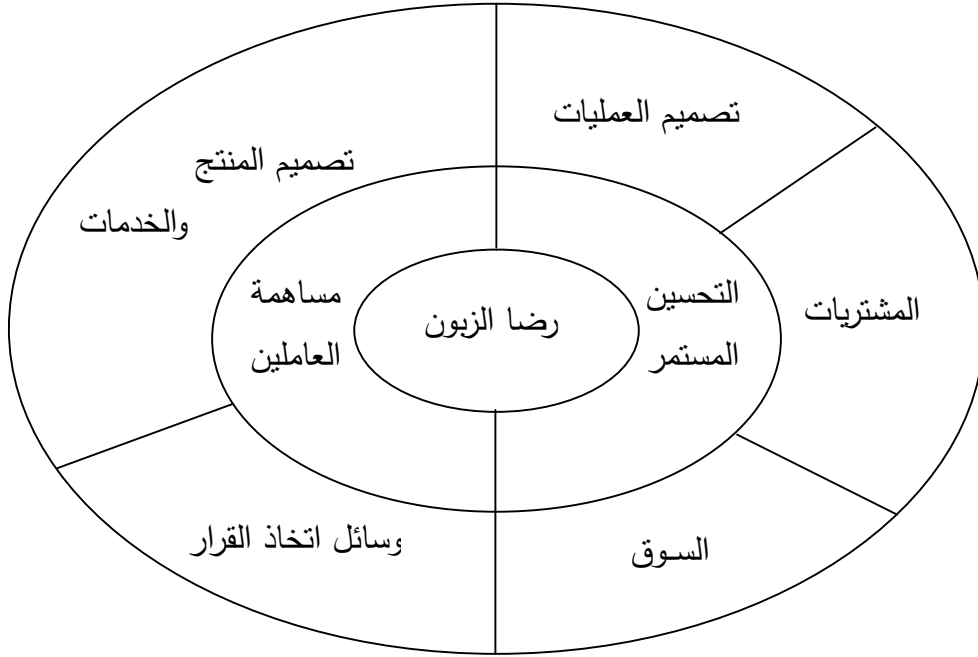 تصميم العمليات
تصميم المنتج
والخدمات
التحسين
المستمر
رضا الزبون
مساهمة
العاملين
المشتريات
السوق
وسائل اتخاذ القرار